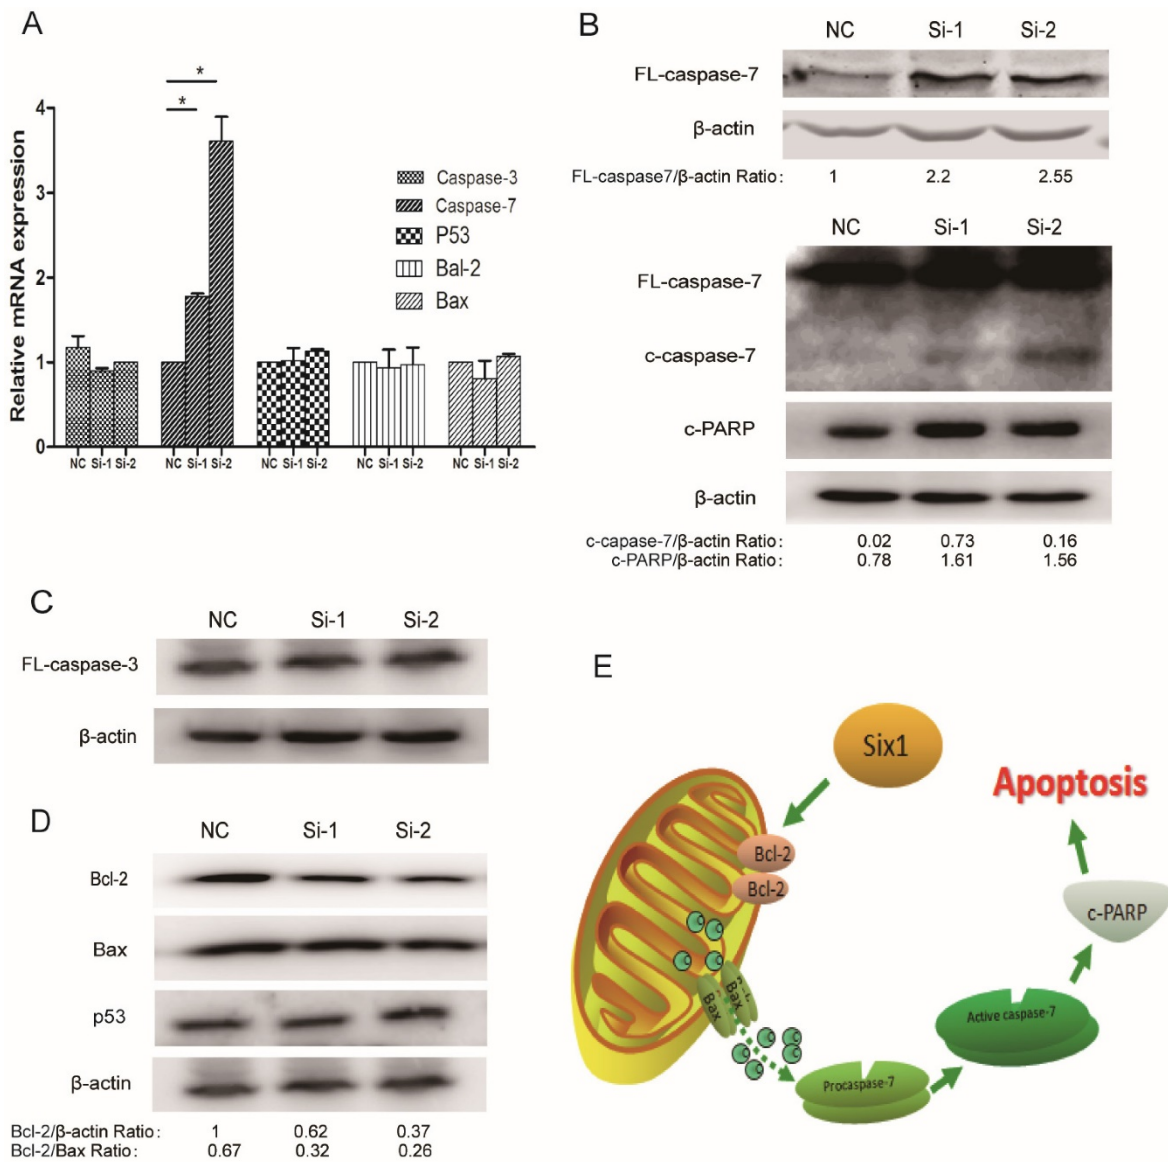 A
Relative mRNA expression
4
3
2
1
0
*
*
Caspase-3
Caspase-7
P53
Bal-2
Bax
NC Si-1 Si-2 NC Si-1 Si-2 NC Si-1 Si-2 NC Si-1 Si-2 NC Si-1 Si-2
B
NC Si-1 Si-2
FL-caspase-7
β-actin
FL-caspase7/β-actin Ratio: 1 2.2 2.55
NC Si-1 Si-2
FL-caspase-7
c-caspase-7
c-PARP
β-actin
c-capase-7/β-actin Ratio: 0.02 0.73 0.16
c-PARP/β-actin Ratio: 0.78 1.61 1.56
C
NC Si-1 Si-2
FL-caspase-3
β-actin
D
NC Si-1 Si-2
Bcl-2
Bax
p53
β-actin
Bcl-2/β-actin Ratio: 1 0.62 0.37
Bcl-2/Bax Ratio: 0.67 0.32 0.26
E
Six1
Apoptosis
Bcl-2
Bcl-2
c-PARP
Bax
Active caspase-7
Procaspase-7